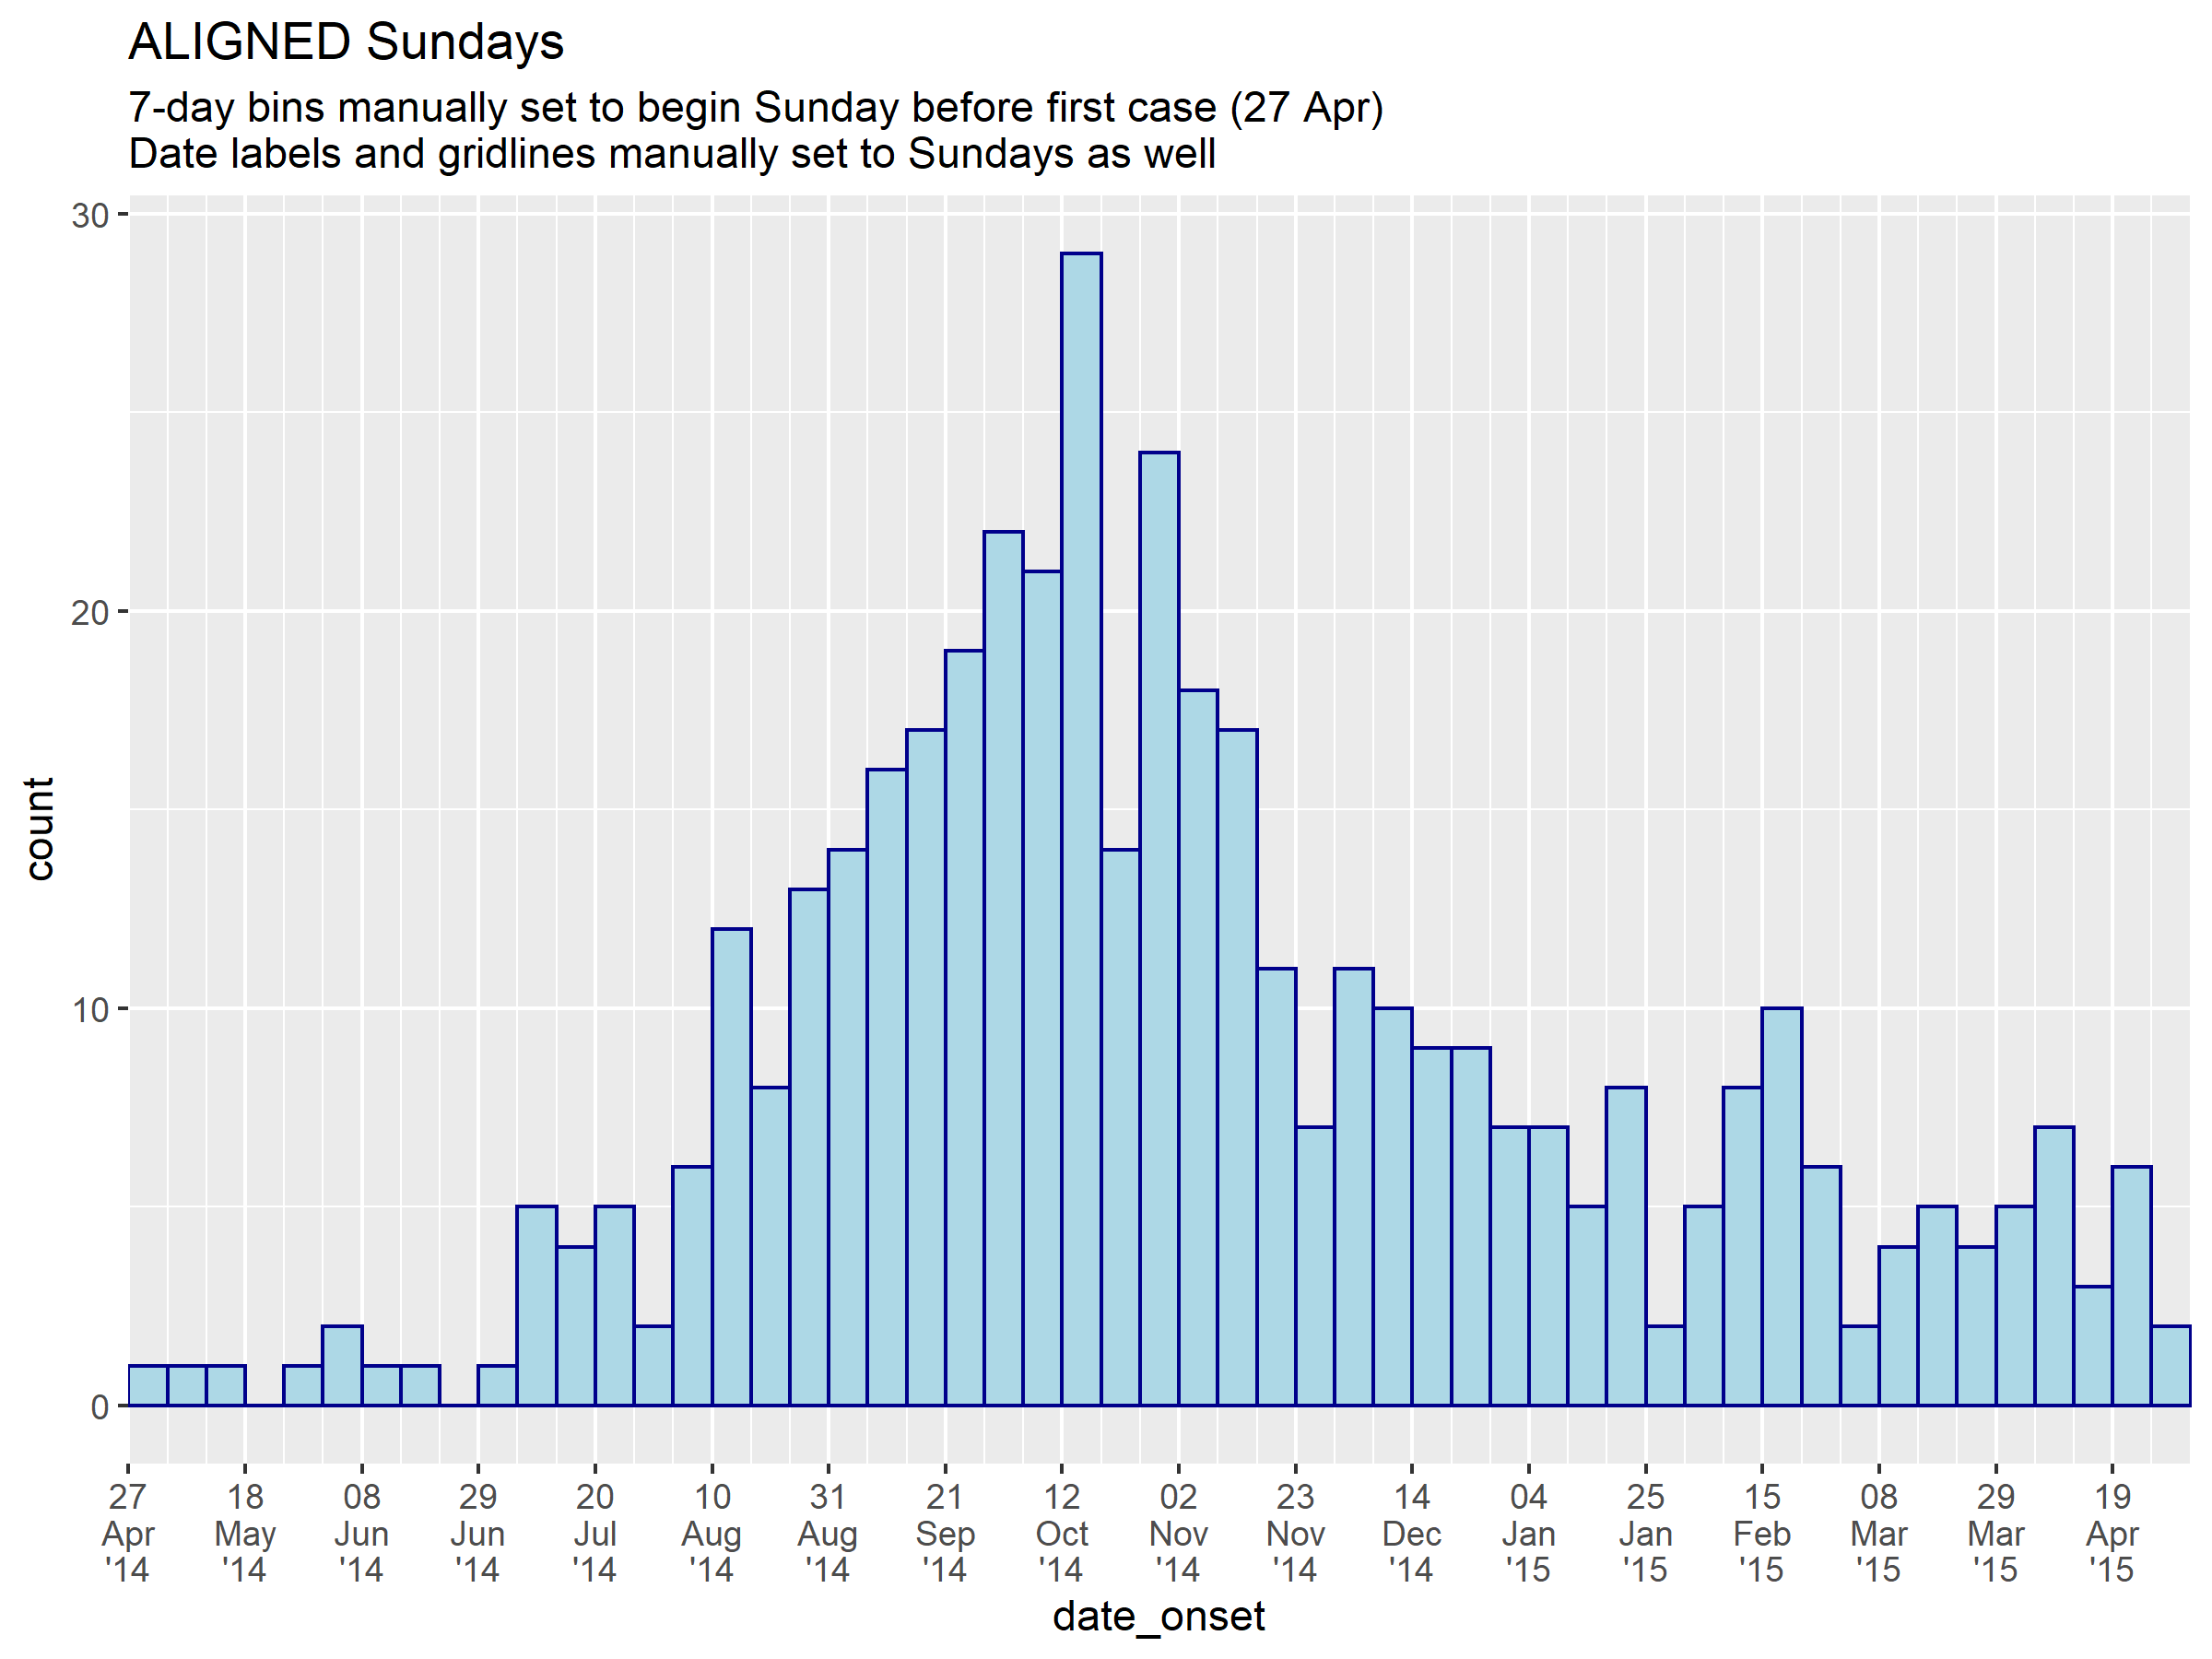 ALIGNED Sundays
7-day bins manually set to begin Sunday before first case (27 Apr)
Date labels and gridlines manually set to Sundays as well
30
20
10
0
count
27 18 08 29 20 10 31 21 12 02 23 14 04 25 15 08 29 19
Apr May Jun Jun Jul Aug Aug Sep Oct Nov Nov Dec Jan Jan Feb Mar Mar Apr
'14 '14 '14 '14 '14 '14 '14 '14 '14 '14 '14 '14 '15 '15 '15 '15 '15 '15
date_onset